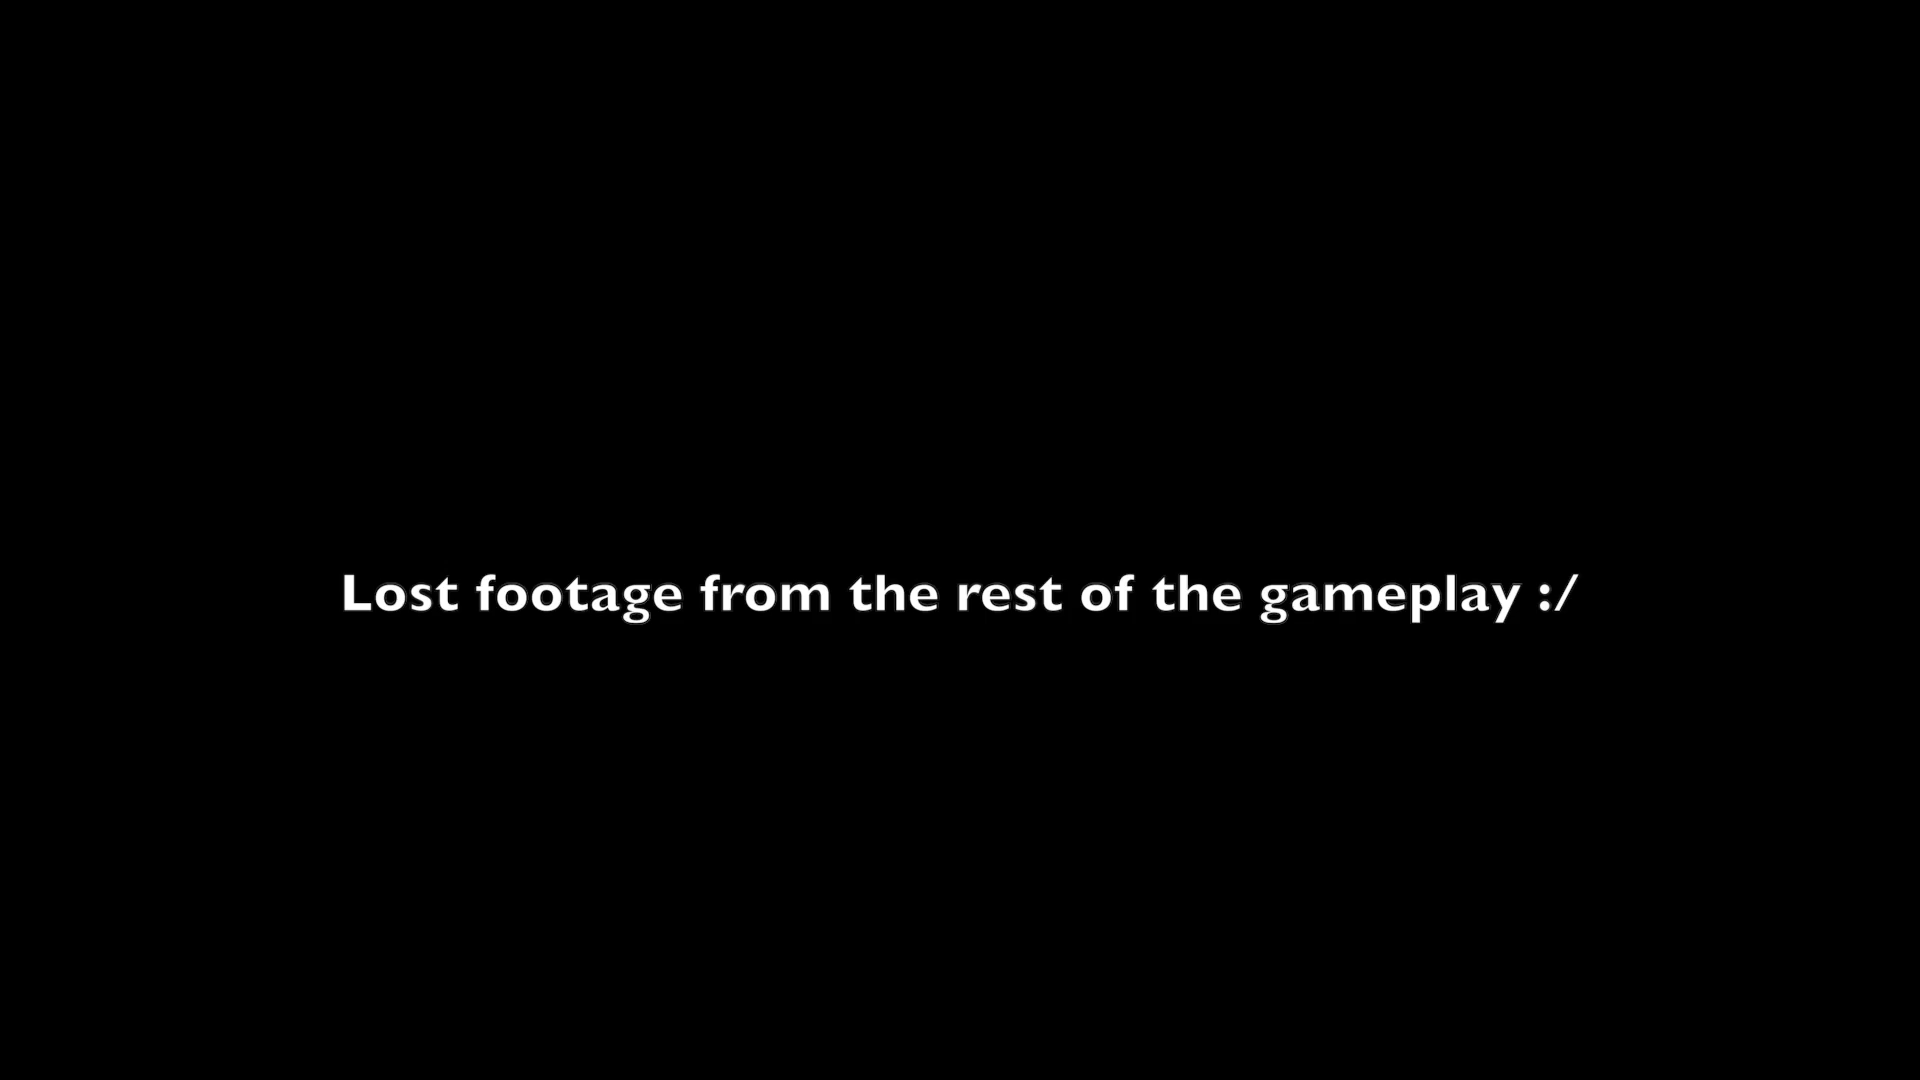 Lost footage from the rest of the gameplay :/